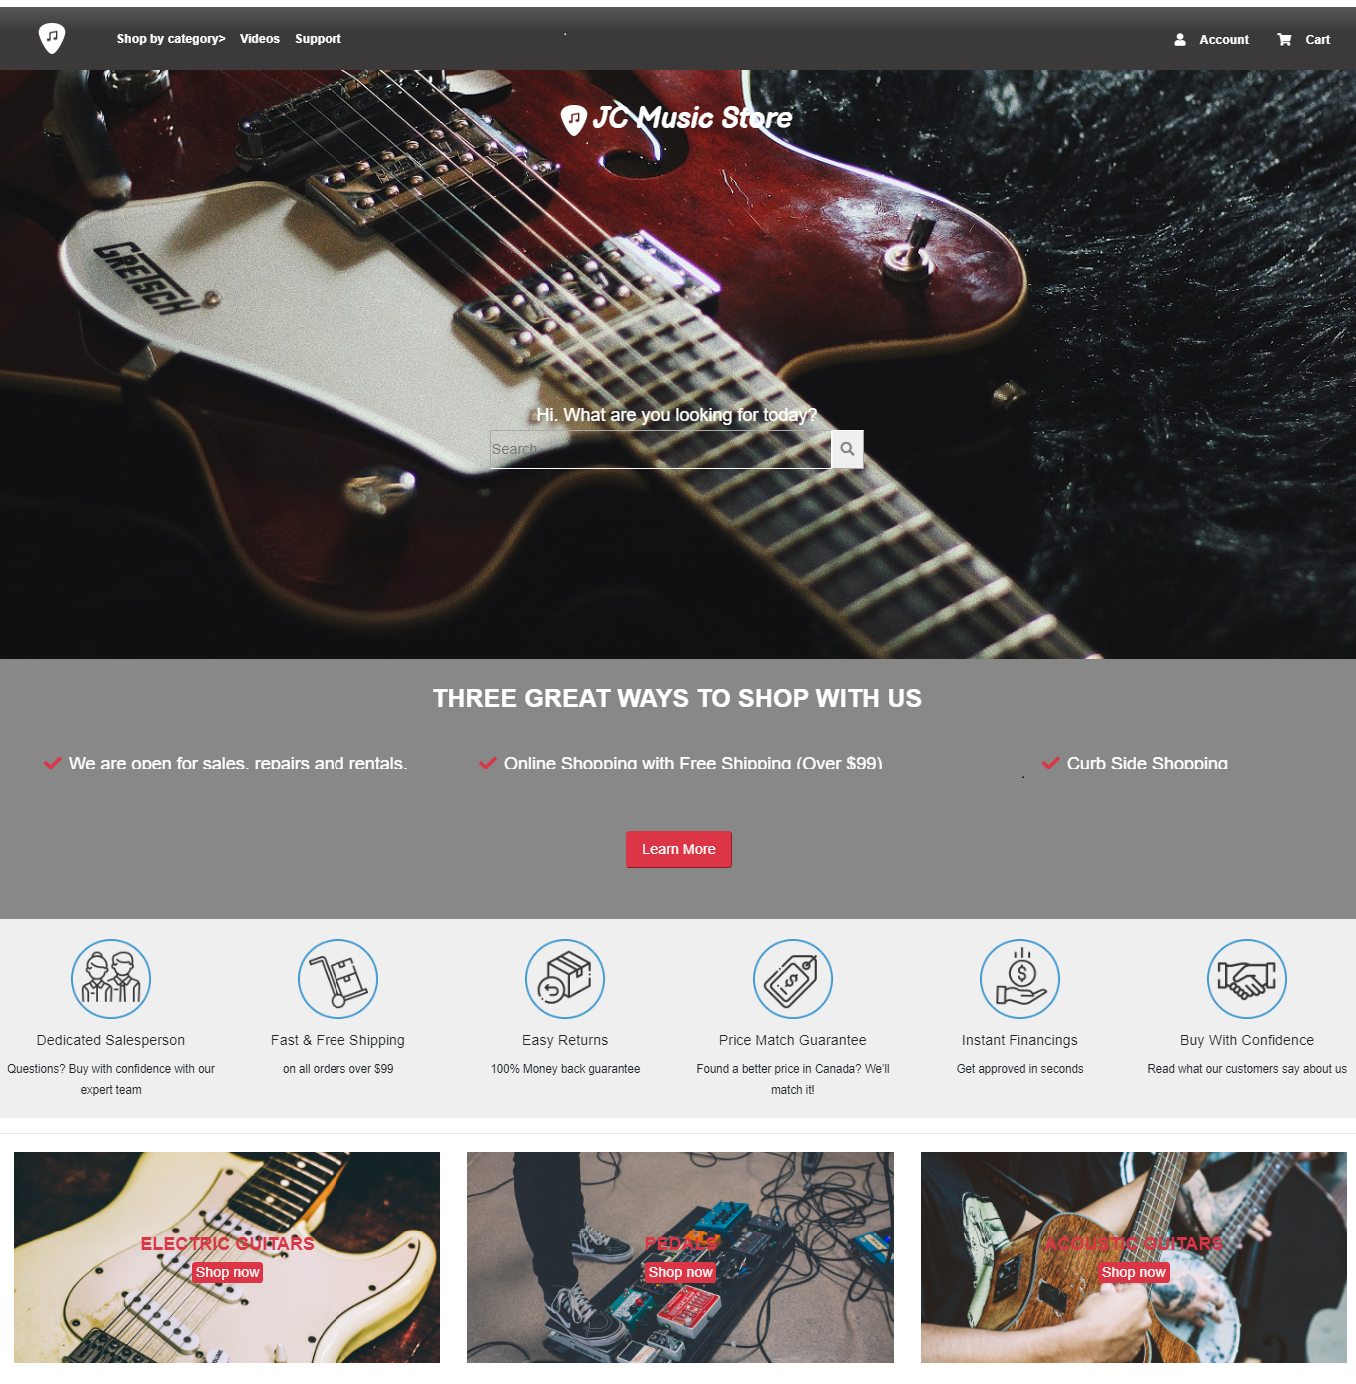 Shop by category> Videos Support
Account Cart
JC Music Store
GRETSCH
Hi. What are you looking for today?
Search
THREE GREAT WAYS TO SHOP WITH US
We are open for sales, repairs and rentals.
Online Shopping with Free Shipping (Over $99)
Curb Side Shopping
Learn More
Dedicated Salesperson
Questions? Buy with confidence with our
expert team
Fast & Free Shipping
on all orders over $99
Easy Returns
100% Money back guarantee
Price Match Guarantee
Found a better price in Canada? We'll
match it!
Instant Financings
Get approved in seconds
Buy With Confidence
Read what our customers say about us
ELECTRIC GUITARS
Shop now
PEDALS
Shop now
ACOUSTIC GUITARS
Shop now